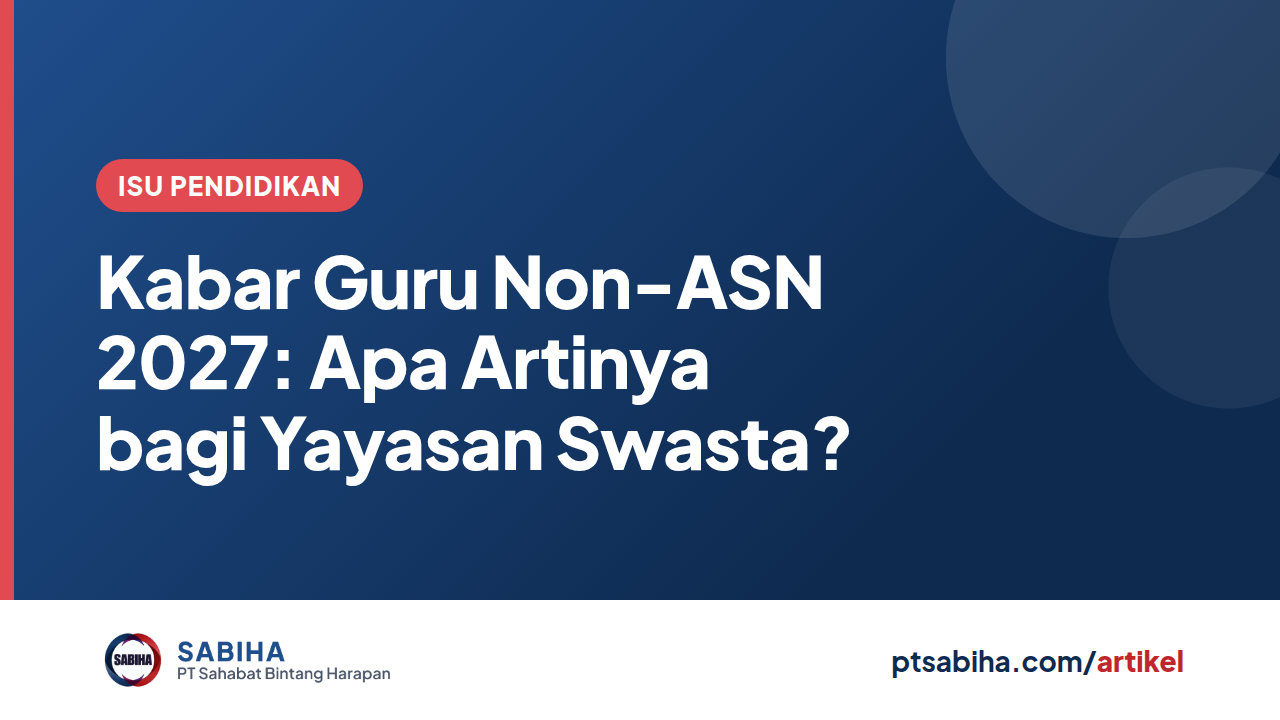 ISU PENDIDIKAN
Kabar Guru Non-ASN
2027: Apa Artinya
bagi Yayasan Swasta?
SABIHA
SABIHA
PT Sahabat Bintang Harapan
ptsabiha.com/artikel